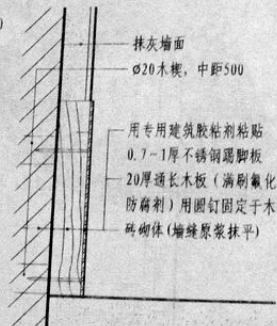 )
抹灰墙面
Ø20木楔，中距500
用专用建筑胶粘剂粘贴
0.7~1厚不锈钢踢脚板
20厚通长木板（满刷氟化
防腐剂）用圆钉固定于木
砖砌体(墙缝原浆抹平)